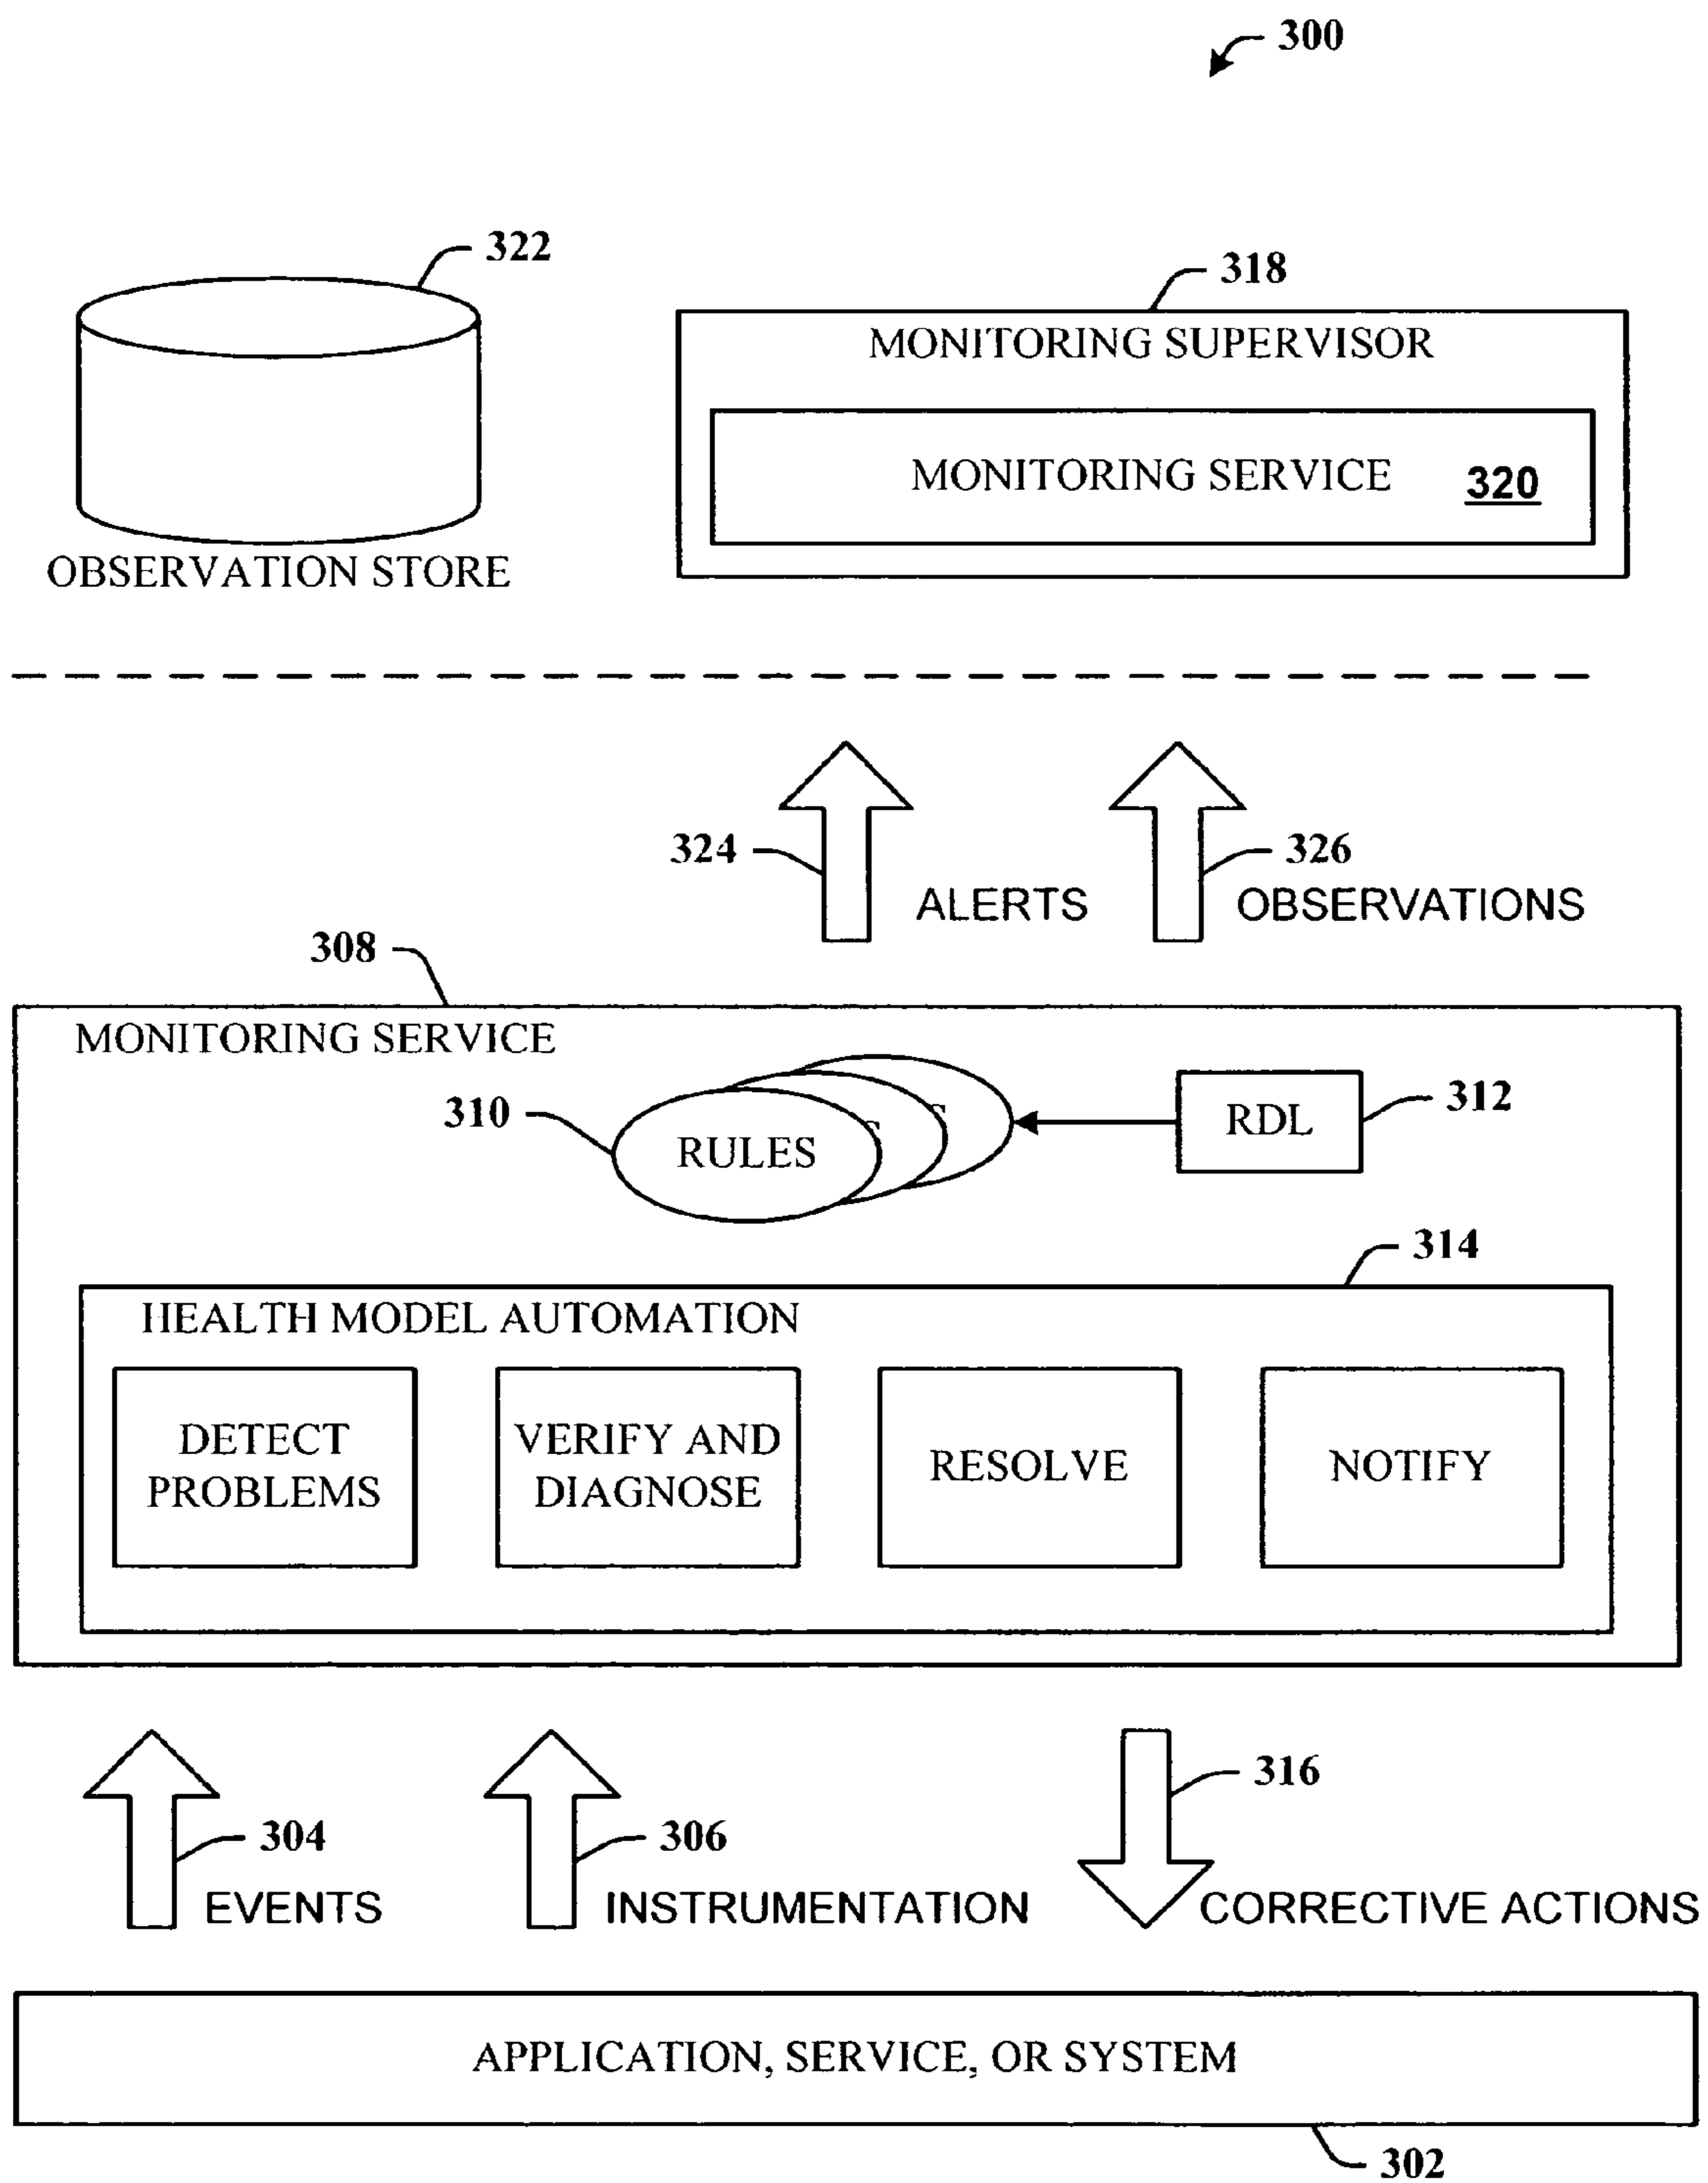 300
322
318
MONITORING SUPERVISOR
MONITORING SERVICE 320
OBSERVATION STORE
324
326
ALERTS
OBSERVATIONS
308
MONITORING SERVICE
310
RULES
S
S
RDL
312
314
HEALTH MODEL AUTOMATION
DETECT
PROBLEMS
VERIFY AND
DIAGNOSE
RESOLVE
NOTIFY
304
EVENTS
306
INSTRUMENTATION
316
CORRECTIVE ACTIONS
APPLICATION, SERVICE, OR SYSTEM
302